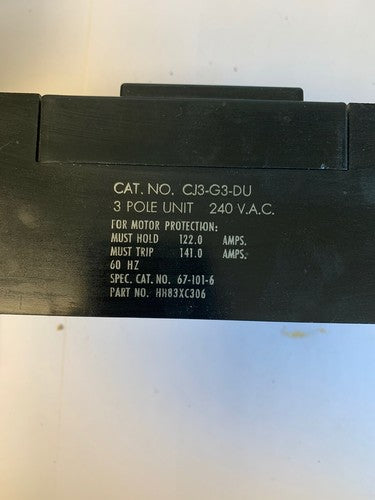 CAT. NO. CJ3-G3-DU
3 POLE UNIT 240 V.A.C.
FOR MOTOR PROTECTION:
MUST HOLD 122.0 AMPS.
MUST TRIP 141.0 AMPS.
60 HZ
SPEC. CAT. NO. 67-101-6
PART NO. HH83XC306